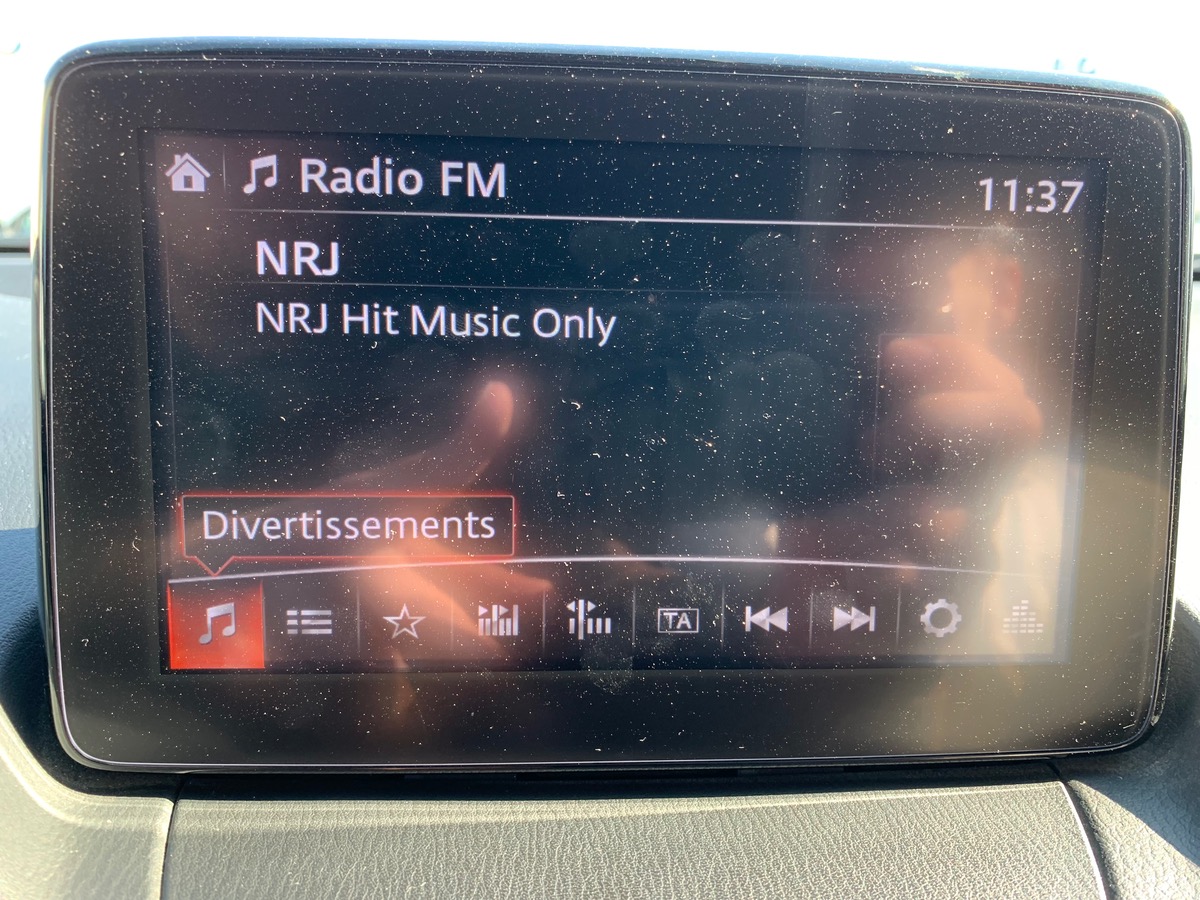 Radio FM
11:37
NRJ
NRJ Hit Music Only
Divertissements
TA